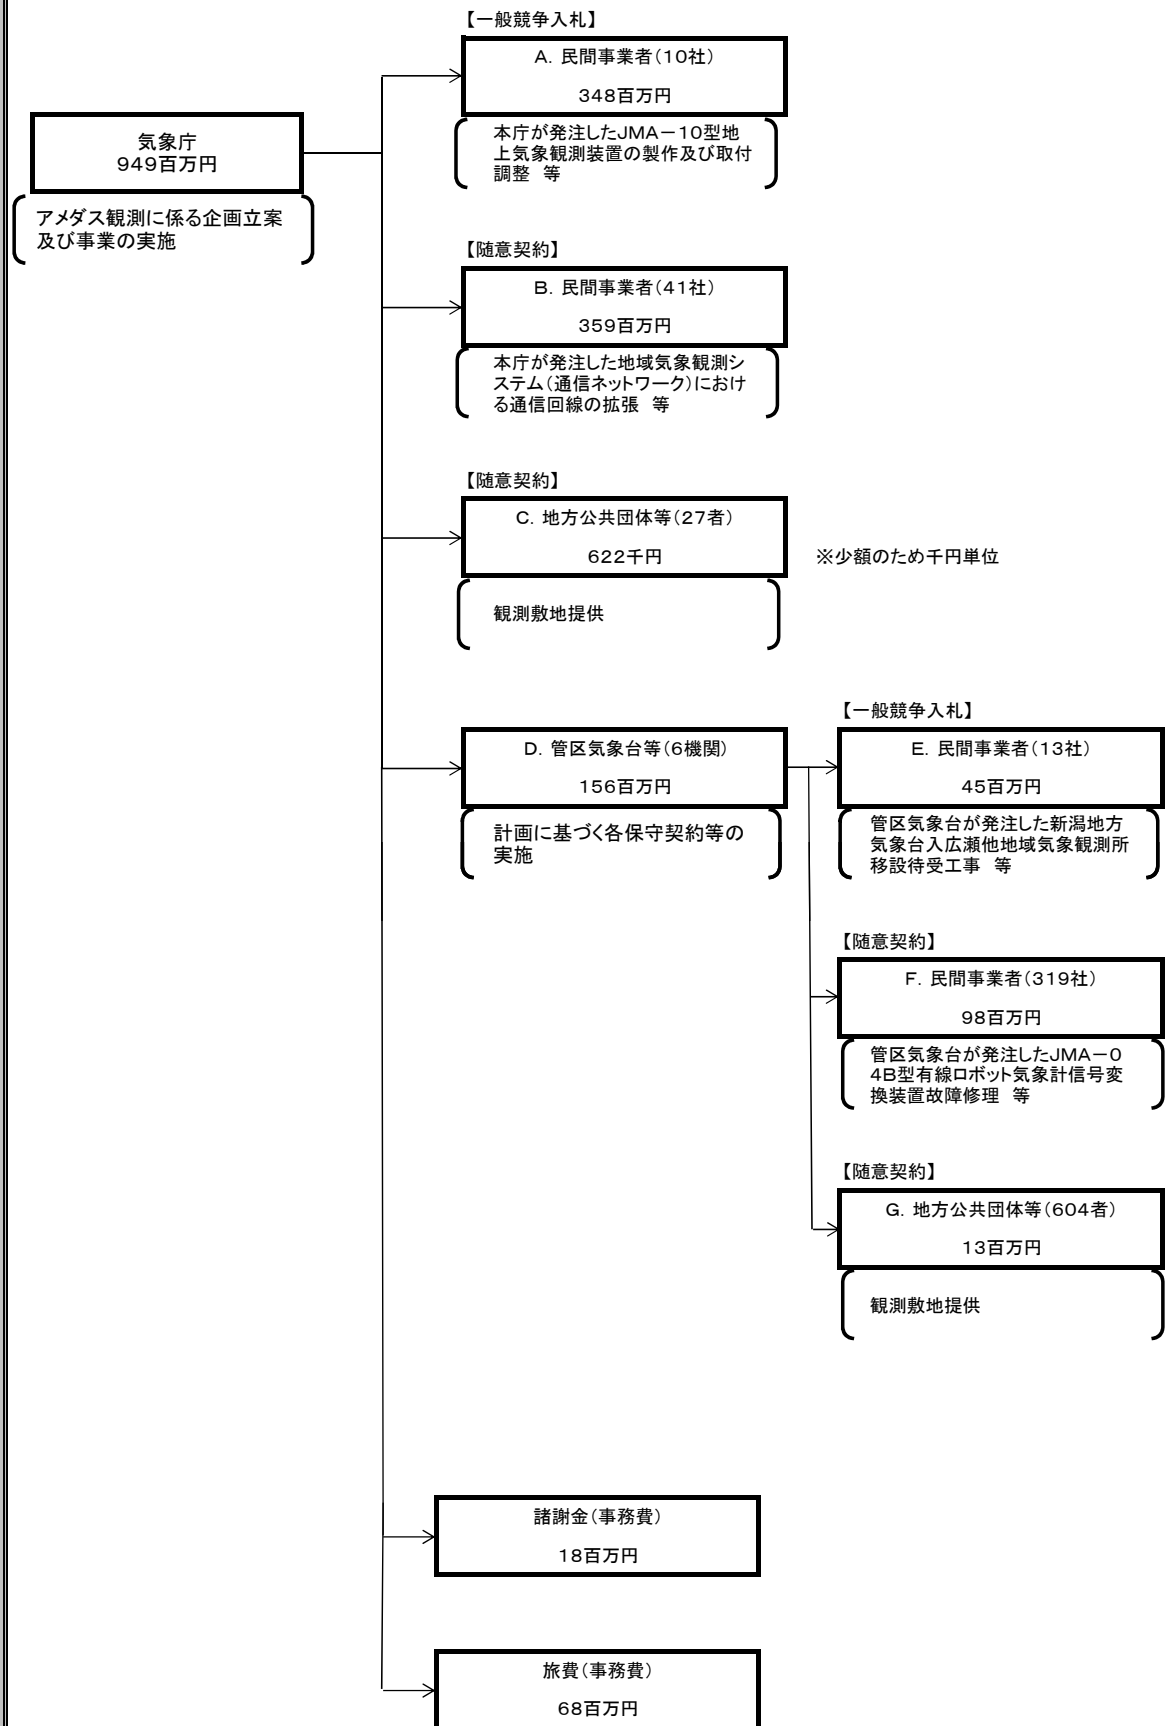 【一般競争入札】
A．民間事業者（10社）
348百万円
本庁が発注したJMA－10型地
上気象観測装置の製作及び取付
調整　等
気象庁
949百万円
アメダス観測に係る企画立案
及び事業の実施
【随意契約】
B．民間事業者（41社）
359百万円
本庁が発注した地域気象観測シ
ステム（通信ネットワーク）におけ
る通信回線の拡張　等
【随意契約】
C．地方公共団体等（27者）
622千円
※少額のため千円単位
観測敷地提供
D．管区気象台等（6機関）
156百万円
計画に基づく各保守契約等の
実施
【一般競争入札】
E．民間事業者（13社）
45百万円
管区気象台が発注した新潟地方
気象台入広瀬他地域気象観測所
移設待受工事　等
【随意契約】
F．民間事業者（319社）
98百万円
管区気象台が発注したJMA－0
4B型有線ロボット気象計信号変
換装置故障修理　等
【随意契約】
G．地方公共団体等（604者）
13百万円
観測敷地提供
諸謝金（事務費）
18百万円
旅費（事務費）
68百万円